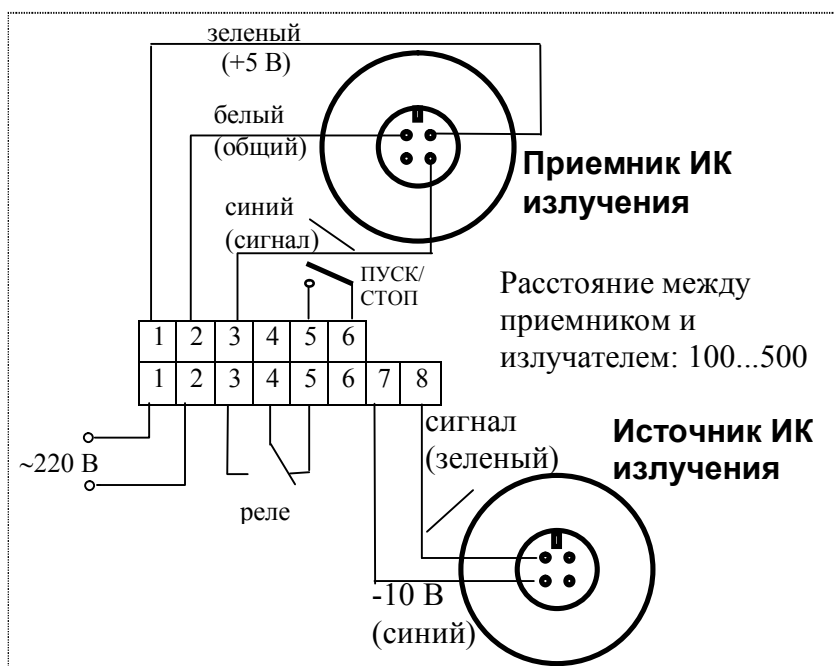 зеленый
(+5 В)
белый
(общий)
Приемник ИК
излучения
синий
(сигнал)
ПУСК/
СТОП
Расстояние между
приемником и
излучателем: 100...500
1 2 3 4 5 6
1 2 3 4 5 6 7 8
~220 В
реле
сигнал
(зеленый)
Источник ИК
излучения
-10 В
(синий)